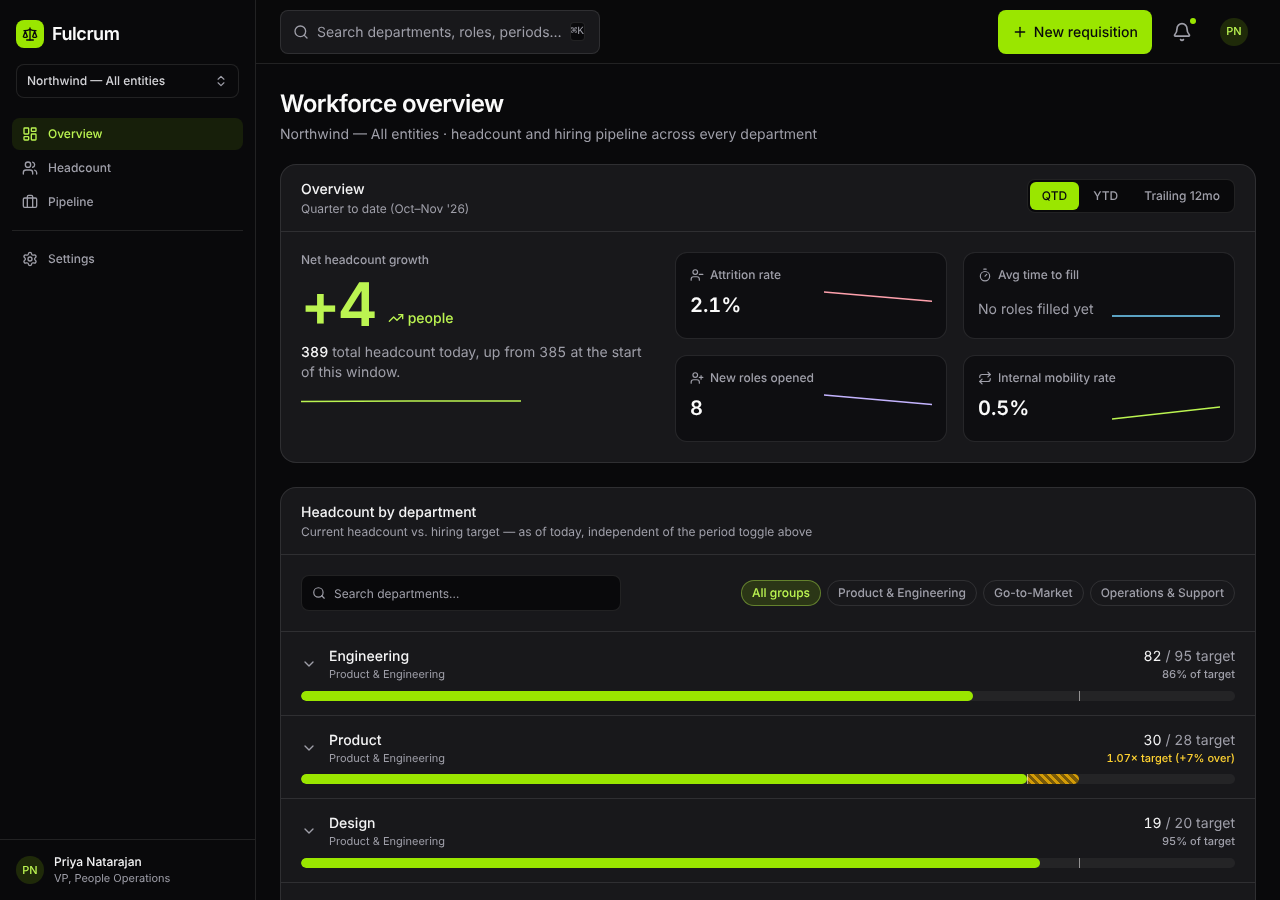 Fulcrum
Northwind — All entities
Overview
Headcount
Pipeline
Settings
PN
Priya Natarajan
VP, People Operations
Search departments, roles, periods...
⌘K
New requisition
PN
Workforce overview
Northwind — All entities · headcount and hiring pipeline across every department
Overview
Quarter to date (Oct–Nov '26)
QTD
YTD
Trailing 12mo
Net headcount growth
+4
people
389 total headcount today, up from 385 at the start
of this window.
Attrition rate
2.1%
Avg time to fill
No roles filled yet
New roles opened
8
Internal mobility rate
0.5%
Headcount by department
Current headcount vs. hiring target — as of today, independent of the period toggle above
Search departments...
All groups
Product & Engineering
Go-to-Market
Operations & Support
Engineering
82 / 95 target
Product & Engineering
86% of target
Product
30 / 28 target
Product & Engineering
1.07× target (+7% over)
Design
19 / 20 target
Product & Engineering
95% of target